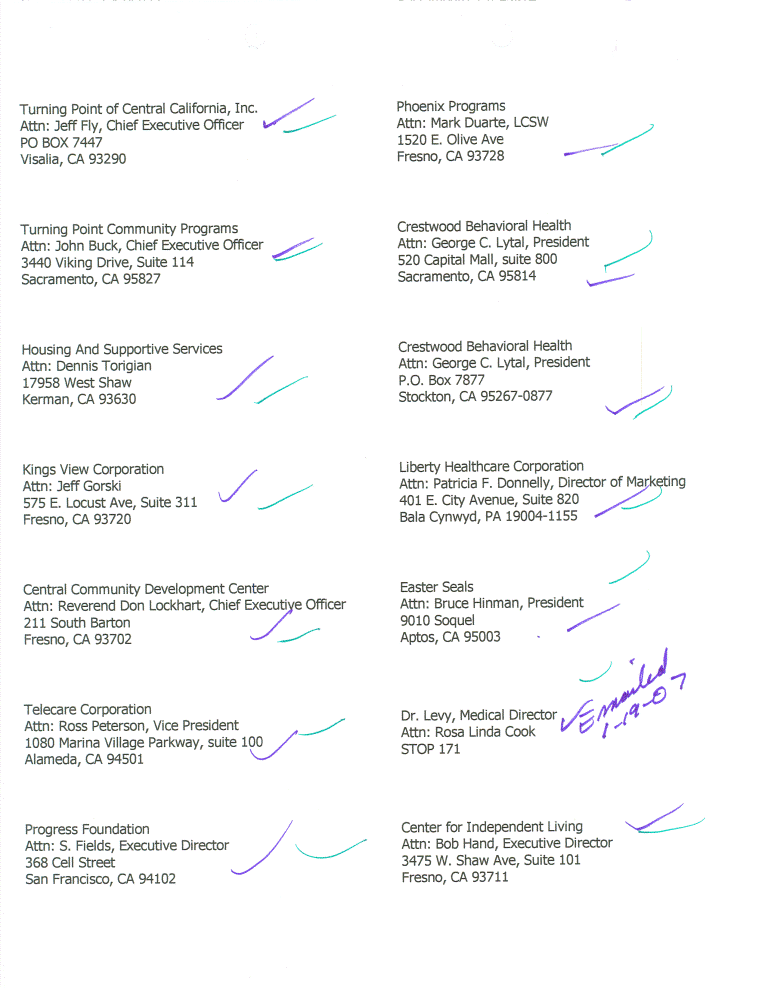 Turning Point of Central California, Inc.
Attn: Jeff Fly, Chief Executive Officer
PO BOX 7447
Visalia, CA 93290
Phoenix Programs
Attn: Mark Duarte, LCSW
1520 E. Olive Ave
Fresno, CA 93728
Turning Point Community Programs
Attn: John Buck, Chief Executive Officer
3440 Viking Drive, Suite 114
Sacramento, CA 95827
Crestwood Behavioral Health
Attn: George C. Lytal, President
520 Capital Mall, suite 800
Sacramento, CA 95814
Housing And Supportive Services
Attn: Dennis Torigian
17958 West Shaw
Kerman, CA 93630
Crestwood Behavioral Health
Attn: George C. Lytal, President
P.O. Box 7877
Stockton, CA 95267-0877
Kings View Corporation
Attn: Jeff Gorski
575 E. Locust Ave, Suite 311
Fresno, CA 93720
Liberty Healthcare Corporation
Attn: Patricia F. Donnelly, Director of Marketing
401 E. City Avenue, Suite 820
Bala Cynwyd, PA 19004-1155
Central Community Development Center
Attn: Reverend Don Lockhart, Chief Executive Officer
211 South Barton
Fresno, CA 93702
Easter Seals
Attn: Bruce Hinman, President
9010 Soquel
Aptos, CA 95003
Telecare Corporation
Attn: Ross Peterson, Vice President
1080 Marina Village Parkway, suite 100
Alameda, CA 94501
Dr. Levy, Medical Director
Attn: Rosa Linda Cook
STOP 171
Emailed
1-19-07
Progress Foundation
Attn: S. Fields, Executive Director
368 Cell Street
San Francisco, CA 94102
Center for Independent Living
Attn: Bob Hand, Executive Director
3475 W. Shaw Ave, Suite 101
Fresno, CA 93711